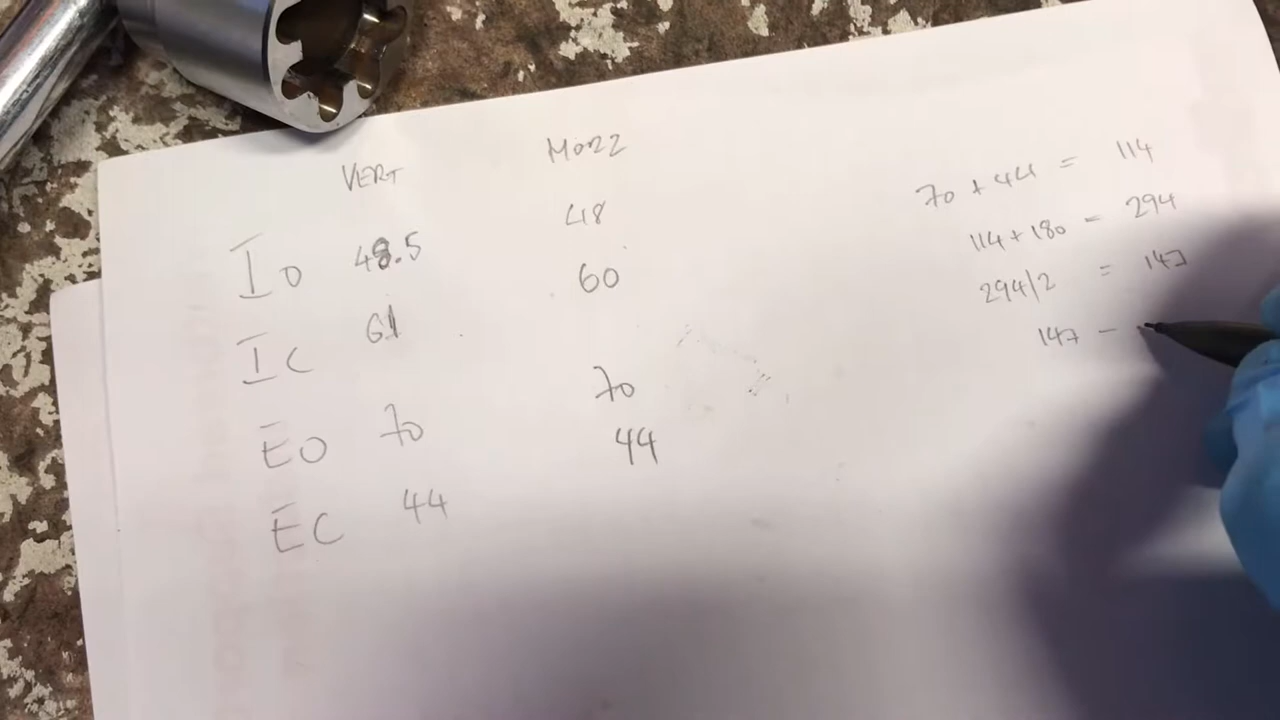 VERT HORZ
IO 48.5 48
IC 61 60
EO 70 70
EC 44 44
70 + 44 = 114
114 + 180 = 294
294/2 = 147
147 -